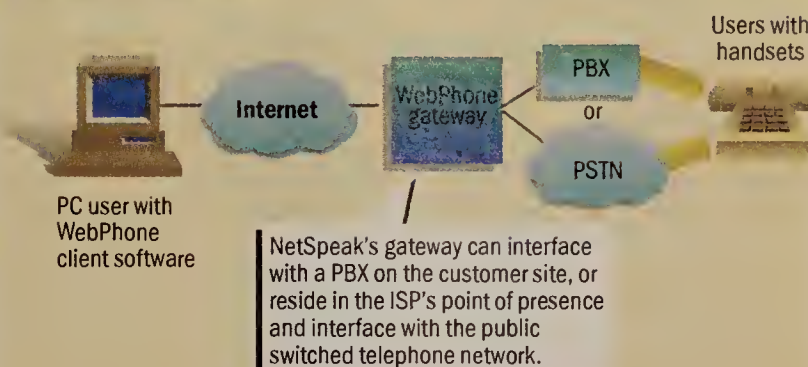 Users with
handsets
PBX
Internet
WebPhone
gateway
or
PSTN
PC user with
WebPhone
client software
NetSpeak's gateway can interface
with a PBX on the customer site, or
reside in the ISP's point of presence
and interface with the public
switched telephone network.